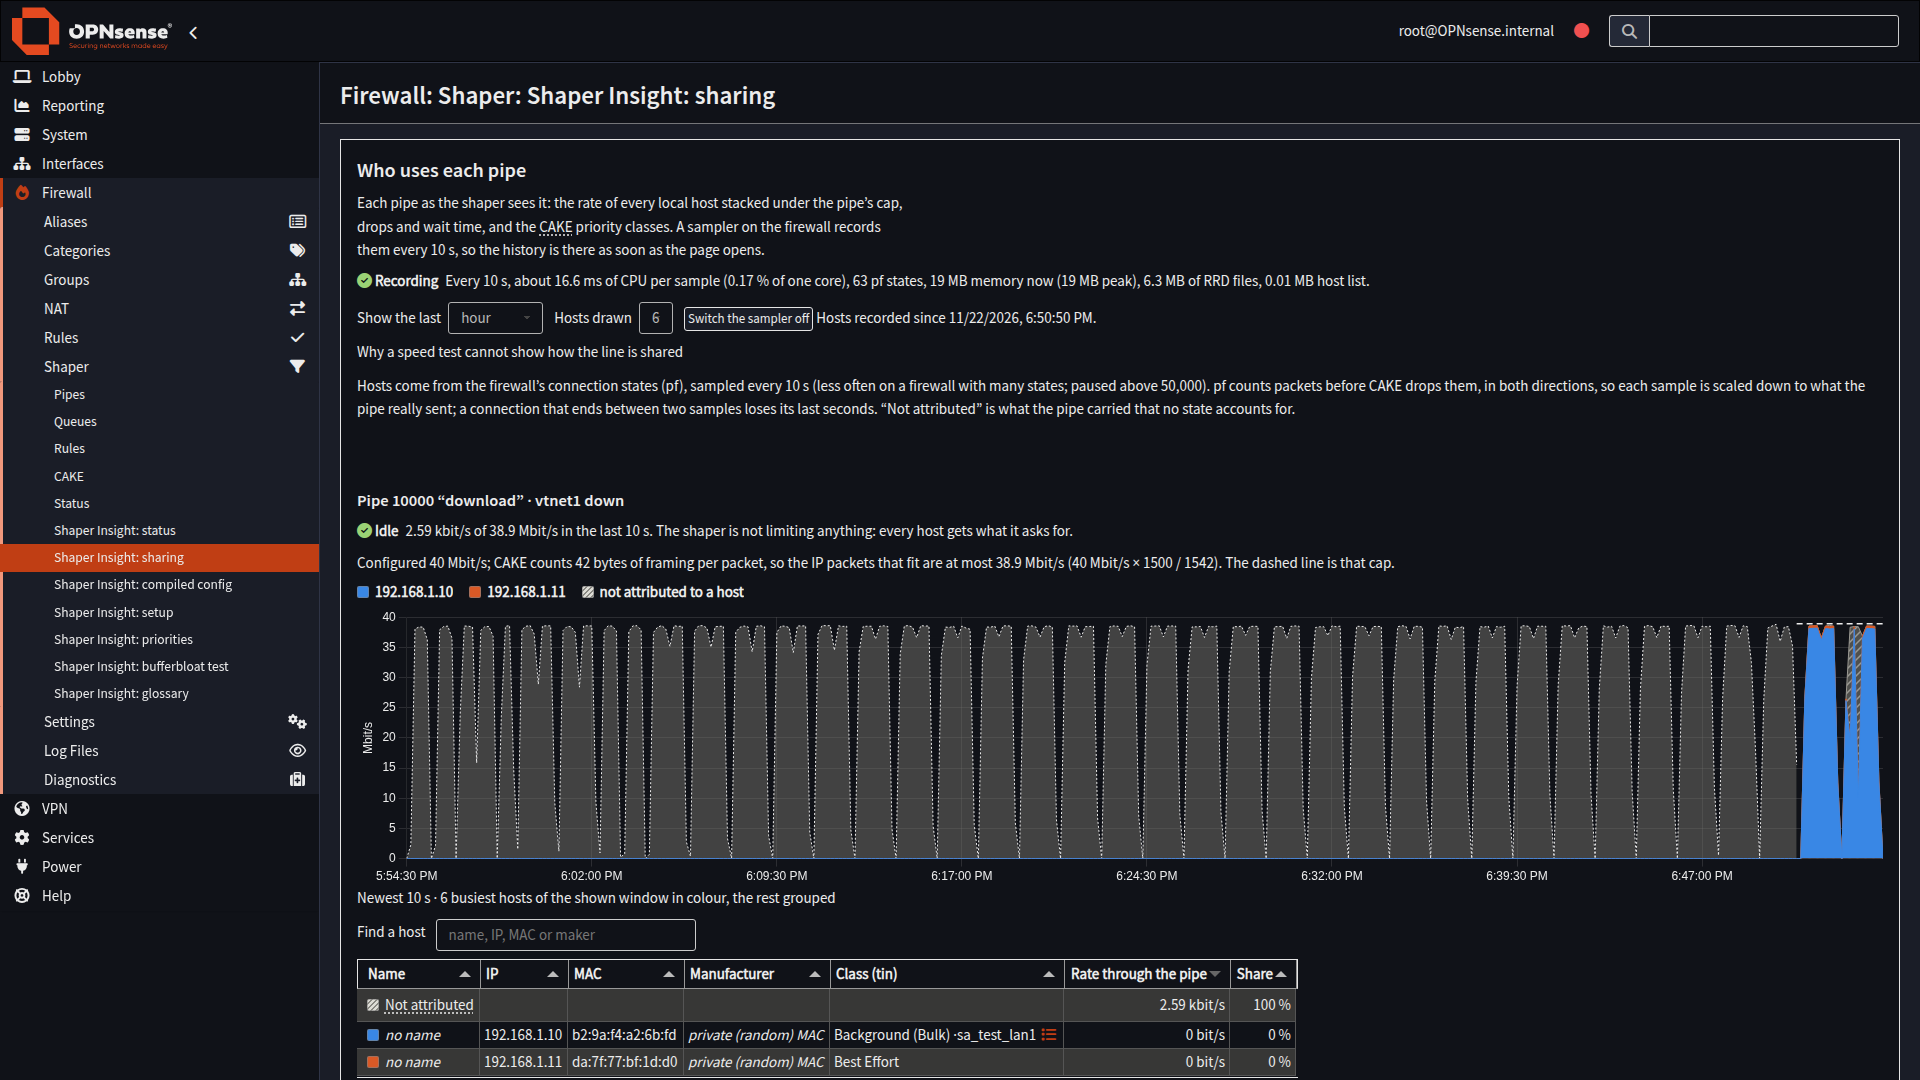 OPNsense®
Securing networks made easy
root@OPNsense.internal
Lobby
Reporting
System
Interfaces
Firewall
Aliases
Categories
Groups
NAT
Rules
Shaper
Pipes
Queues
Rules
CAKE
Status
Shaper Insight: status
Shaper Insight: sharing
Shaper Insight: compiled config
Shaper Insight: setup
Shaper Insight: priorities
Shaper Insight: bufferbloat test
Shaper Insight: glossary
Settings
Log Files
Diagnostics
VPN
Services
Power
Help
Firewall: Shaper: Shaper Insight: sharing
Who uses each pipe
Each pipe as the shaper sees it: the rate of every local host stacked under the pipe’s cap,
drops and wait time, and the CAKE priority classes. A sampler on the firewall records
them every 10 s, so the history is there as soon as the page opens.
Recording Every 10 s, about 16.6 ms of CPU per sample (0.17 % of one core), 63 pf states, 19 MB memory now (19 MB peak), 6.3 MB of RRD files, 0.01 MB host list.
Show the last hour Hosts drawn 6 Switch the sampler off Hosts recorded since 11/22/2026, 6:50:50 PM.
Why a speed test cannot show how the line is shared
Hosts come from the firewall’s connection states (pf), sampled every 10 s (less often on a firewall with many states; paused above 50,000). pf counts packets before CAKE drops them, in both directions, so each sample is scaled down to what the
pipe really sent; a connection that ends between two samples loses its last seconds. “Not attributed” is what the pipe carried that no state accounts for.
Pipe 10000 “download” · vtnet1 down
Idle 2.59 kbit/s of 38.9 Mbit/s in the last 10 s. The shaper is not limiting anything: every host gets what it asks for.
Configured 40 Mbit/s; CAKE counts 42 bytes of framing per packet, so the IP packets that fit are at most 38.9 Mbit/s (40 Mbit/s × 1500 / 1542). The dashed line is that cap.
192.168.1.10 192.168.1.11 not attributed to a host
40
35
30
25
20
15
10
5
0
Mbit/s
5:54:30 PM 6:02:00 PM 6:09:30 PM 6:17:00 PM 6:24:30 PM 6:32:00 PM 6:39:30 PM 6:47:00 PM
Newest 10 s · 6 busiest hosts of the shown window in colour, the rest grouped
Find a host name, IP, MAC or maker
Name IP MAC Manufacturer Class (tin) Rate through the pipe Share
Not attributed 2.59 kbit/s 100 %
no name 192.168.1.10 b2:9a:f4:a2:6b:fd private (random) MAC Background (Bulk) ·sa_test_lan1 0 bit/s 0 %
no name 192.168.1.11 da:7f:77:bf:1d:d0 private (random) MAC Best Effort 0 bit/s 0 %